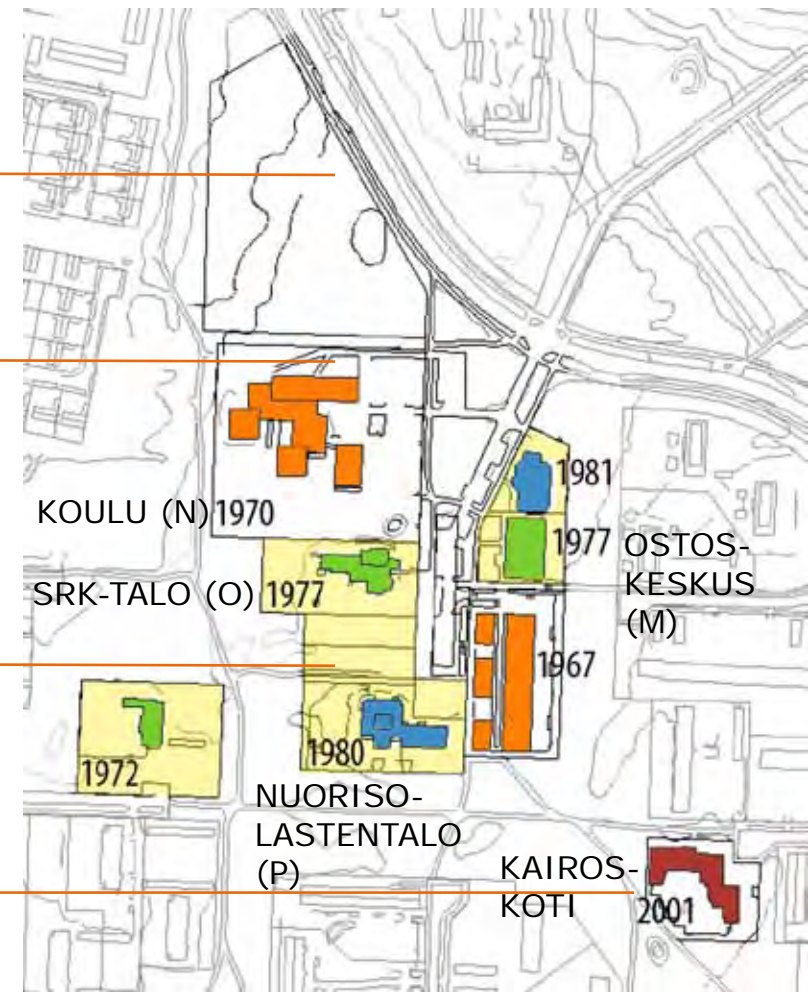 1981
KOULU (N) 1970
1977
OSTOS-
KESKUS
(M)
SRK-TALO (O) 1977
1967
1980
1972
NUORISO-
LASTENTALO
(P)
KAIROS-
KOTI
2001